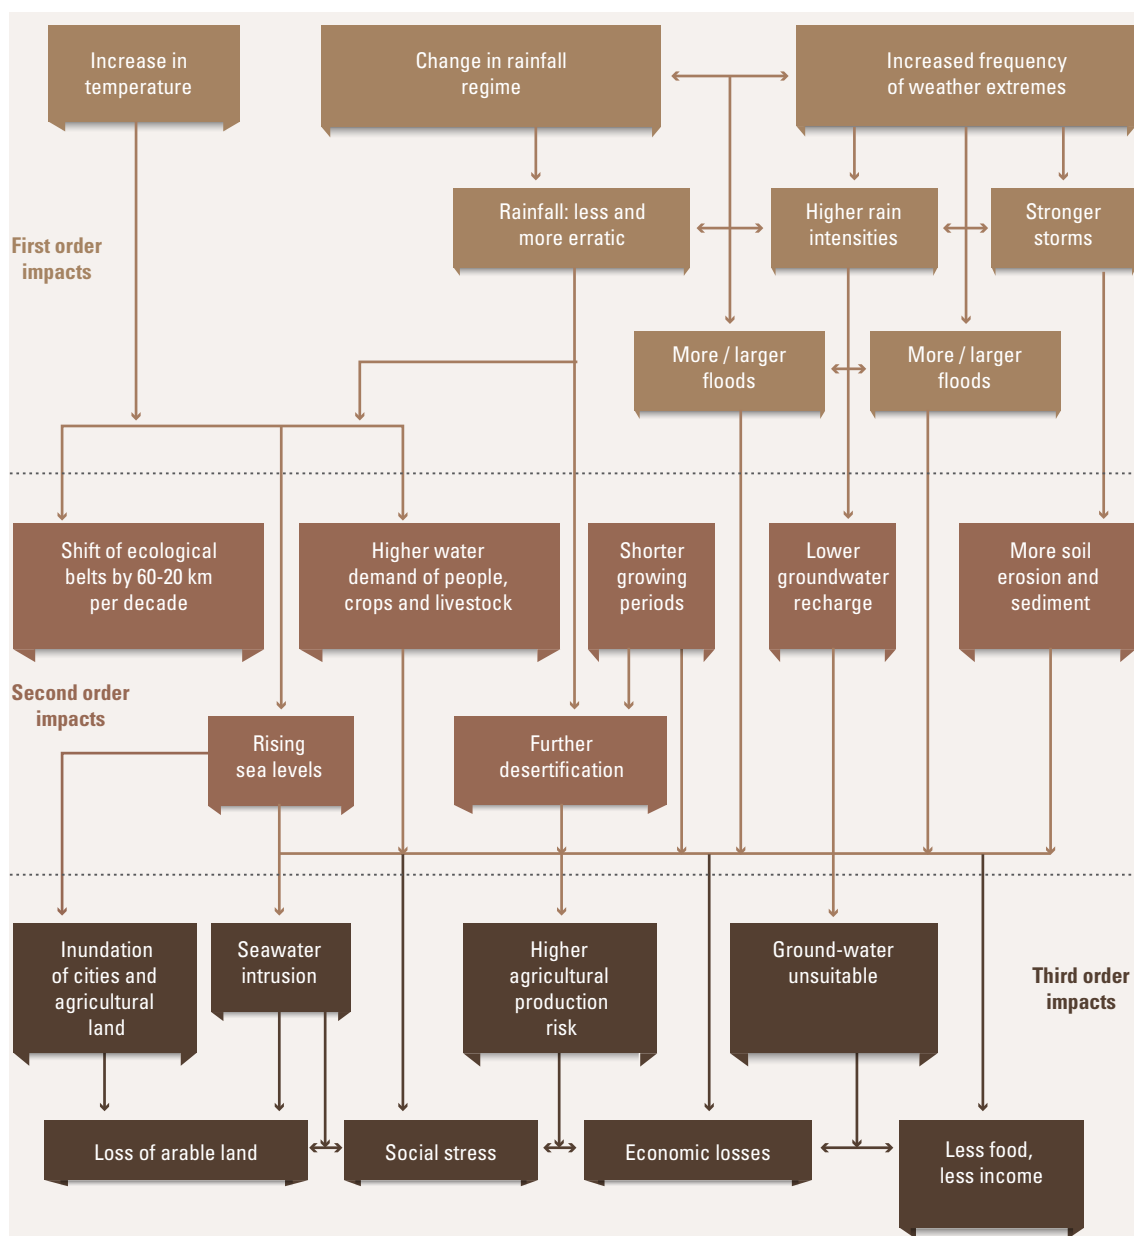 Increase in
temperature
Change in rainfall
regime
Increased frequency
of weather extremes
Rainfall: less and
more erratic
Higher rain
intensities
Stronger
storms
First order
impacts
More / larger
floods
More / larger
floods
Shift of ecological
belts by 60-20 km
per decade
Higher water
demand of people,
crops and livestock
Shorter
growing
periods
Lower
groundwater
recharge
More soil
erosion and
sediment
Second order
impacts
Rising
sea levels
Further
desertification
Inundation
of cities and
agricultural
land
Seawater
intrusion
Higher
agricultural
production
risk
Ground-water
unsuitable
Third order
impacts
Loss of arable land
Social stress
Economic losses
Less food,
less income